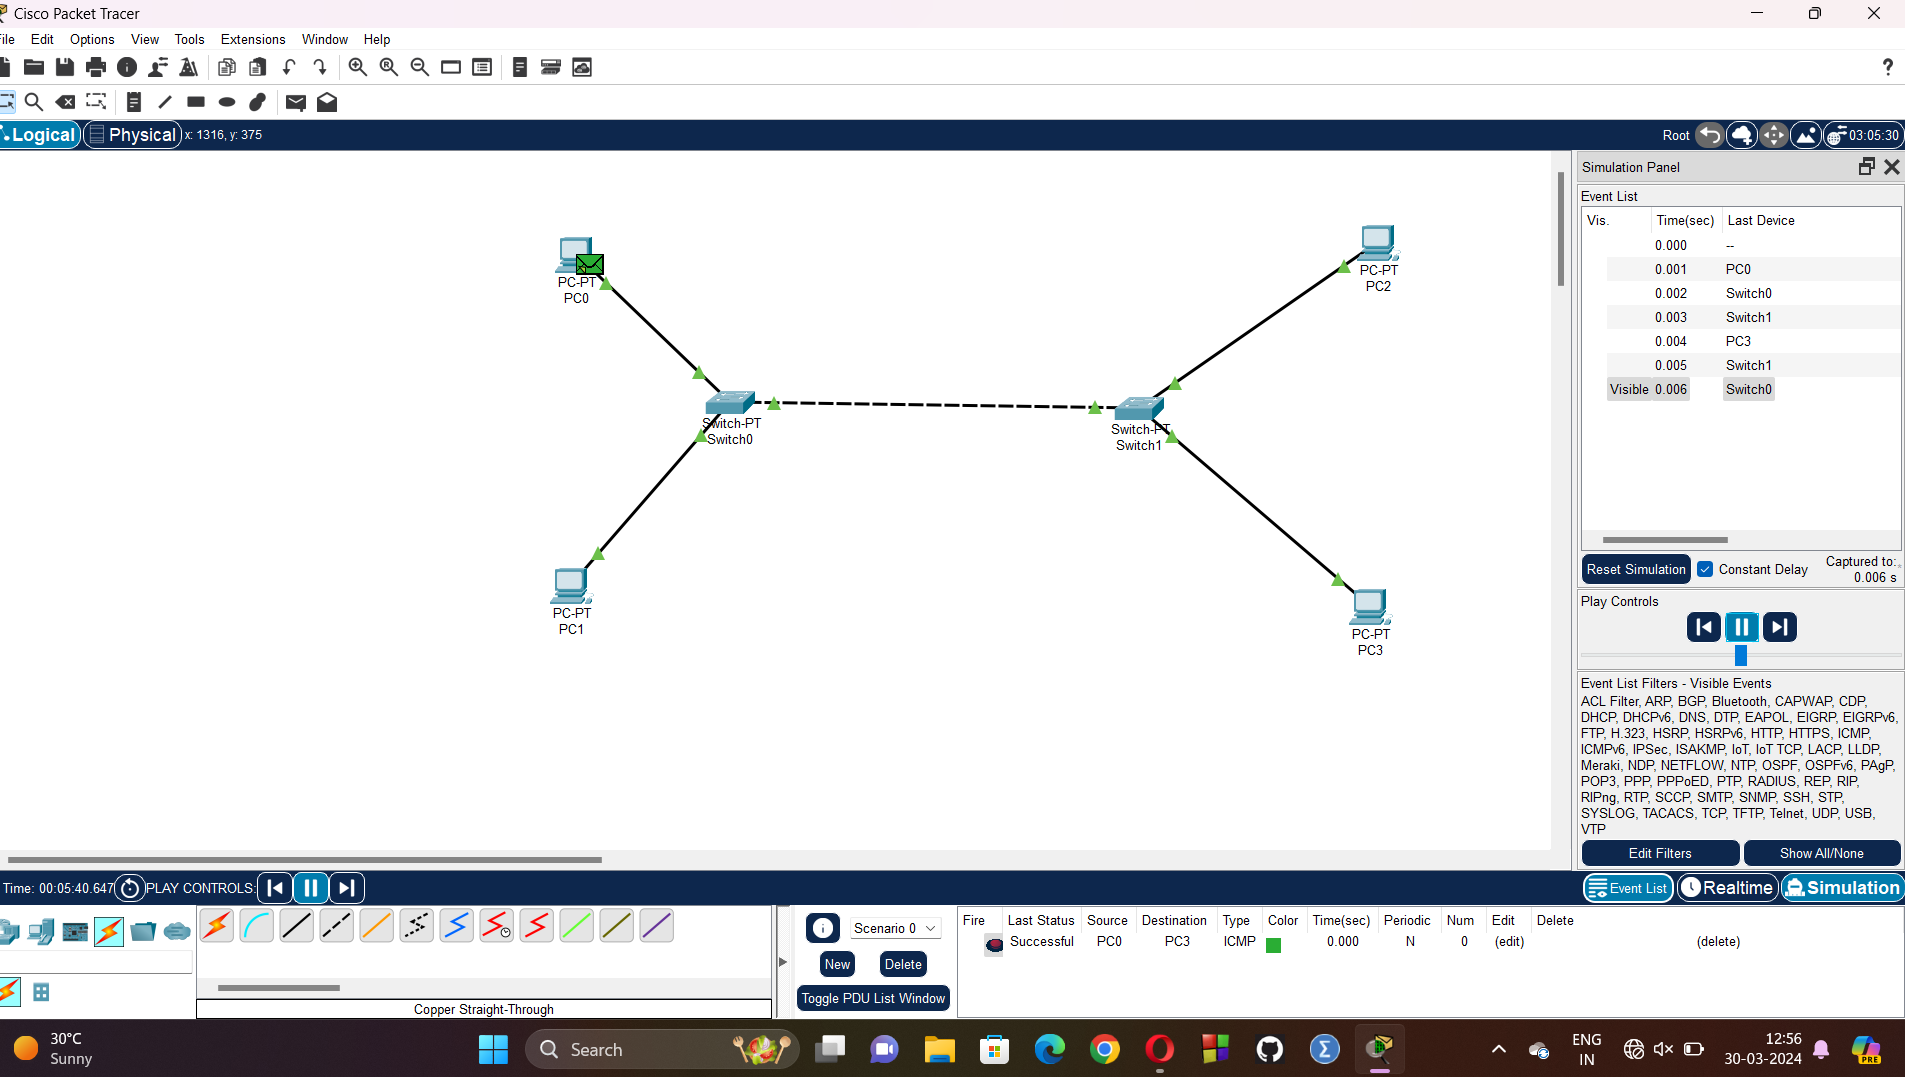 Cisco Packet Tracer
File Edit Options View Tools Extensions Window Help
?
Logical Physical x: 1316, y: 375 Root 03:05:30
Simulation Panel
Event List
Vis. Time(sec) Last Device
0.000 --
0.001 PC0
0.002 Switch0
0.003 Switch1
0.004 PC3
0.005 Switch1
Visible 0.006 Switch0
Reset Simulation Constant Delay Captured to:
0.006 s
Play Controls
Event List Filters - Visible Events
ACL Filter, ARP, BGP, Bluetooth, CAPWAP, CDP,
DHCP, DHCPv6, DNS, DTP, EAPOL, EIGRP, EIGRPv6,
FTP, H.323, HSRP, HSRPv6, HTTP, HTTPS, ICMP,
ICMPv6, IPSec, ISAKMP, IoT, IoT TCP, LACP, LLDP,
Meraki, NDP, NETFLOW, NTP, OSPF, OSPFv6, PAgP,
POP3, PPP, PPPoED, PTP, RADIUS, REP, RIP,
RIPng, RTP, SCCP, SMTP, SNMP, SSH, STP,
SYSLOG, TACACS, TCP, TFTP, Telnet, UDP, USB,
VTP
Edit Filters Show All/None
PC-PT
PC0
PC-PT
PC2
Switch-PT
Switch0
Switch-PT
Switch1
PC-PT
PC1
PC-PT
PC3
Time: 00:05:40.647 PLAY CONTROLS: Event List Realtime Simulation
Scenario 0
New Delete
Toggle PDU List Window
Fire Last Status Source Destination Type Color Time(sec) Periodic Num Edit Delete
Successful PC0 PC3 ICMP 0.000 N 0 (edit) (delete)
Copper Straight-Through
30°C
Sunny
Search
PRE
ENG
IN
12:56
30-03-2024